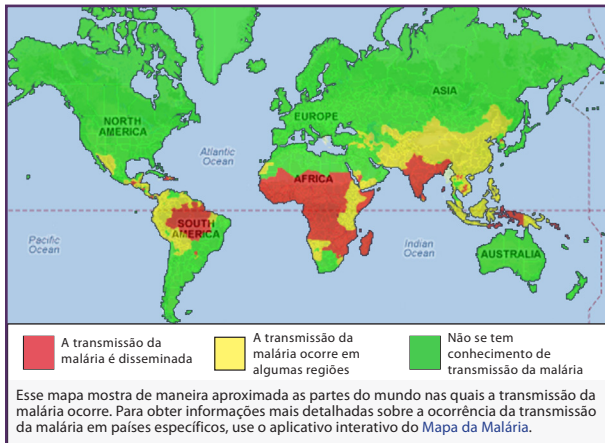 ASIA
NORTH
AMERICA
EUROPE
Atlantic
Ocean
AFRICA
SOUTH
AMERICA
Pacific
Ocean
Indian
Ocean
AUSTRALIA
A transmissão da
malária é disseminada
A transmissão da
malária ocorre em
algumas regiões
Não se tem
conhecimento de
transmissão da malária
Esse mapa mostra de maneira aproximada as partes do mundo nas quais a transmissão da
malária ocorre. Para obter informações mais detalhadas sobre a ocorrência da transmissão
da malária em países específicos, use o aplicativo interativo do Mapa da Malária.